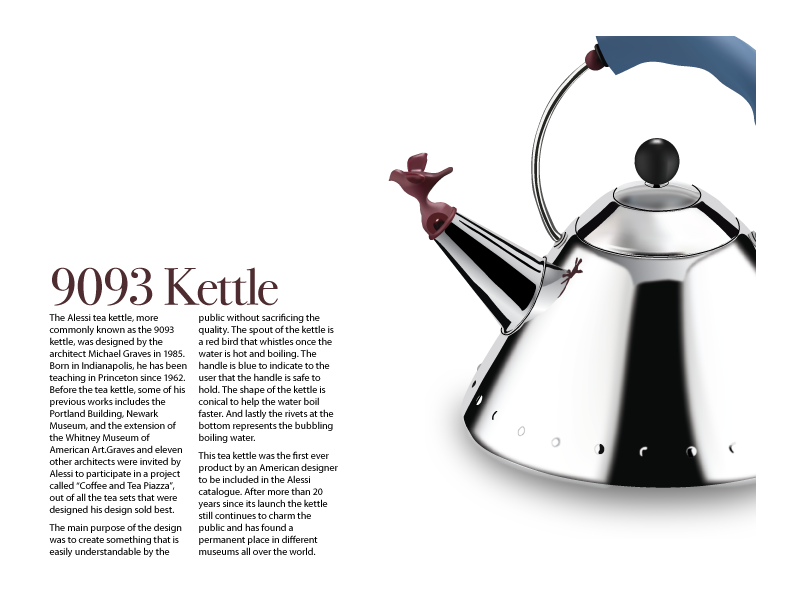 9093 Kettle
The Alessi tea kettle, more
commonly known as the 9093
kettle, was designed by the
architect Michael Graves in 1985.
Born in Indianapolis, he has been
teaching in Princeton since 1962.
Before the tea kettle, some of his
previous works includes the
Portland Building, Newark
Museum, and the extension of
the Whitney Museum of
American Art.Graves and eleven
other architects were invited by
Alessi to participate in a project
called “Coffee and Tea Piazza”,
out of all the tea sets that were
designed his design sold best.
The main purpose of the design
was to create something that is
easily understandable by the
public without sacrificing the
quality. The spout of the kettle is
a red bird that whistles once the
water is hot and boiling. The
handle is blue to indicate to the
user that the handle is safe to
hold. The shape of the kettle is
conical to help the water boil
faster. And lastly the rivets at the
bottom represents the bubbling
boiling water.
This tea kettle was the first ever
product by an American designer
to be included in the Alessi
catalogue. After more than 20
years since its launch the kettle
still continues to charm the
public and has found a
permanent place in different
museums all over the world.